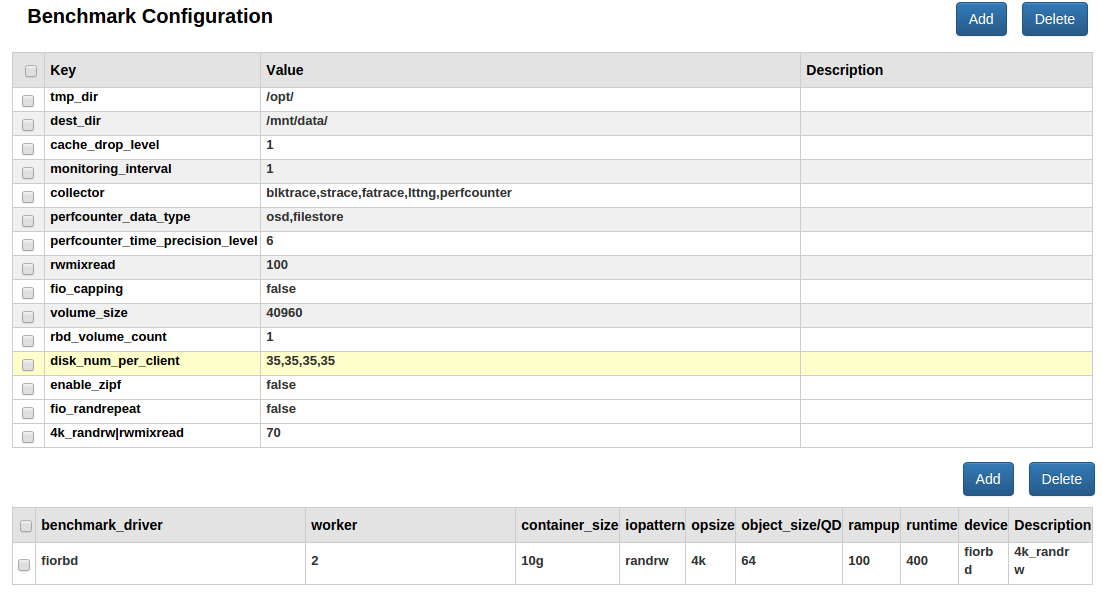 Benchmark Configuration Add Delete
Key Value Description
tmp_dir /opt/
dest_dir /mnt/data/
cache_drop_level 1
monitoring_interval 1
collector blktrace,strace,fatrace,lttng,perfcounter
perfcounter_data_type osd,filestore
perfcounter_time_precision_level 6
rwmixread 100
fio_capping false
volume_size 40960
rbd_volume_count 1
disk_num_per_client 35,35,35,35
enable_zipf false
fio_randrepeat false
4k_randrw|rwmixread 70
Add Delete
benchmark_driver worker container_size iopattern opsize object_size/QD rampup runtime device Description
fiorbd 2 10g randrw 4k 64 100 400 fiorb 4k_randr
d w